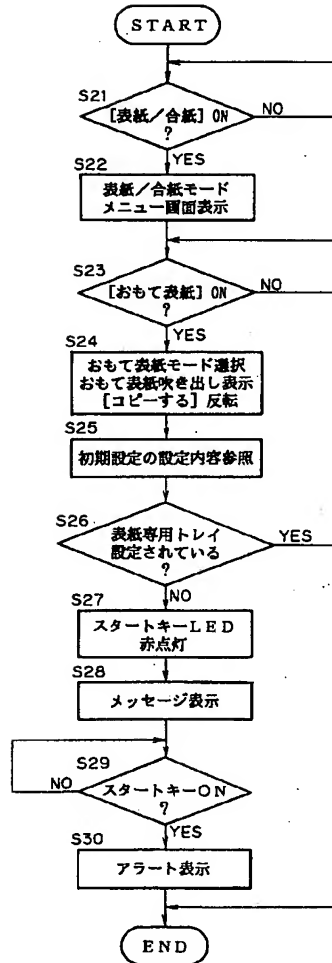 START
S21
[表紙/合紙] ON
?
NO
YES
S22
表紙/合紙モード
メニュー画面表示
S23
[おもて表紙] ON
?
NO
YES
S24
おもて表紙モード選択
おもて表紙吹き出し表示
[コピーする] 反転
S25
初期設定の設定内容参照
S26
表紙専用トレイ
設定されている
?
YES
NO
S27
スタートキーLED
赤点灯
S28
メッセージ表示
S29
スタートキーON
?
NO
YES
S30
アラート表示
END